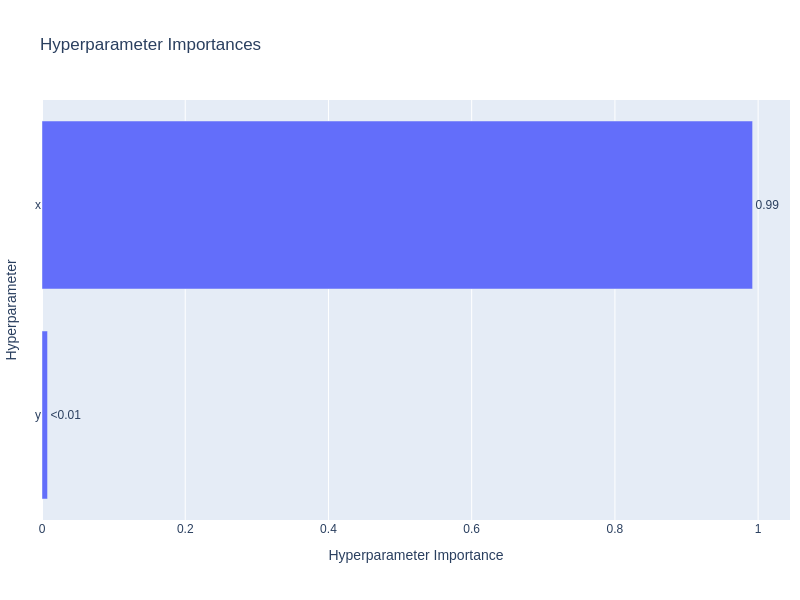 Hyperparameter Importances
Hyperparameter
x
0.99
y
<0.01
0
0.2
0.4
0.6
0.8
1
Hyperparameter Importance